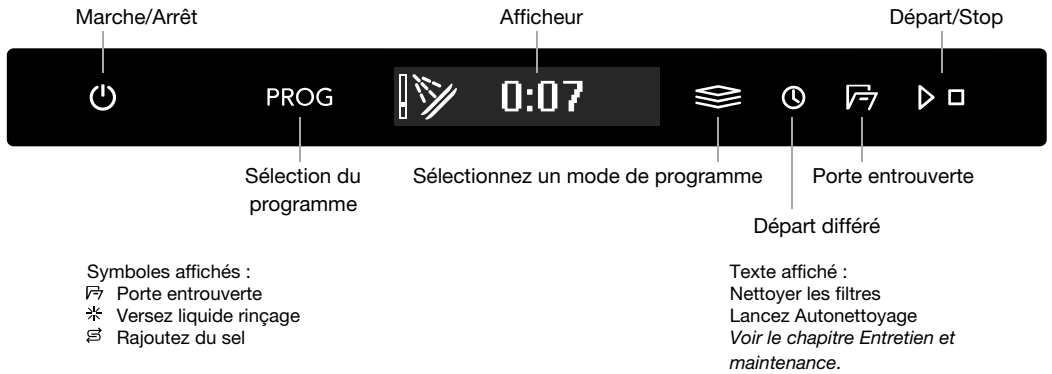 Marche/Arrêt
Afficheur
Départ/Stop
PROG
0:07
Sélection du
programme
Sélectionnez un mode de programme
Porte entrouverte
Départ différé
Symboles affichés :
Porte entrouverte
Versez liquide rinçage
Rajoutez du sel
Texte affiché :
Nettoyer les filtres
Lancez Autonettoyage
Voir le chapitre Entretien et
maintenance.